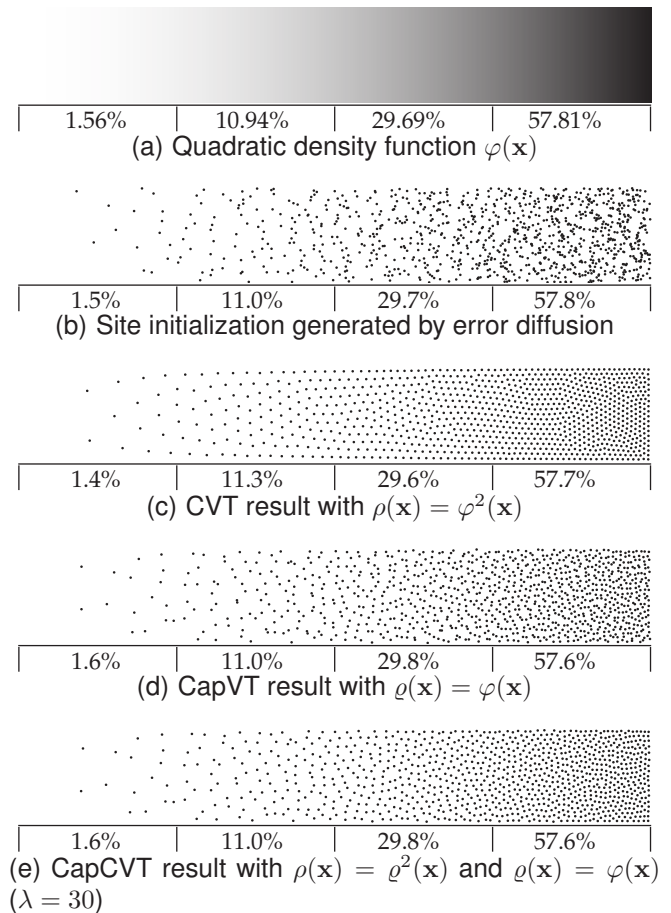 1.56% 10.94% 29.69% 57.81%
(a) Quadratic density function φ(x)
1.5% 11.0% 29.7% 57.8%
(b) Site initialization generated by error diffusion
1.4% 11.3% 29.6% 57.7%
(c) CVT result with ρ(x) = φ²(x)
1.6% 11.0% 29.8% 57.6%
(d) CapVT result with ϱ(x) = φ(x)
1.6% 11.0% 29.8% 57.6%
(e) CapCVT result with ρ(x) = ϱ²(x) and ϱ(x) = φ(x)
(λ = 30)